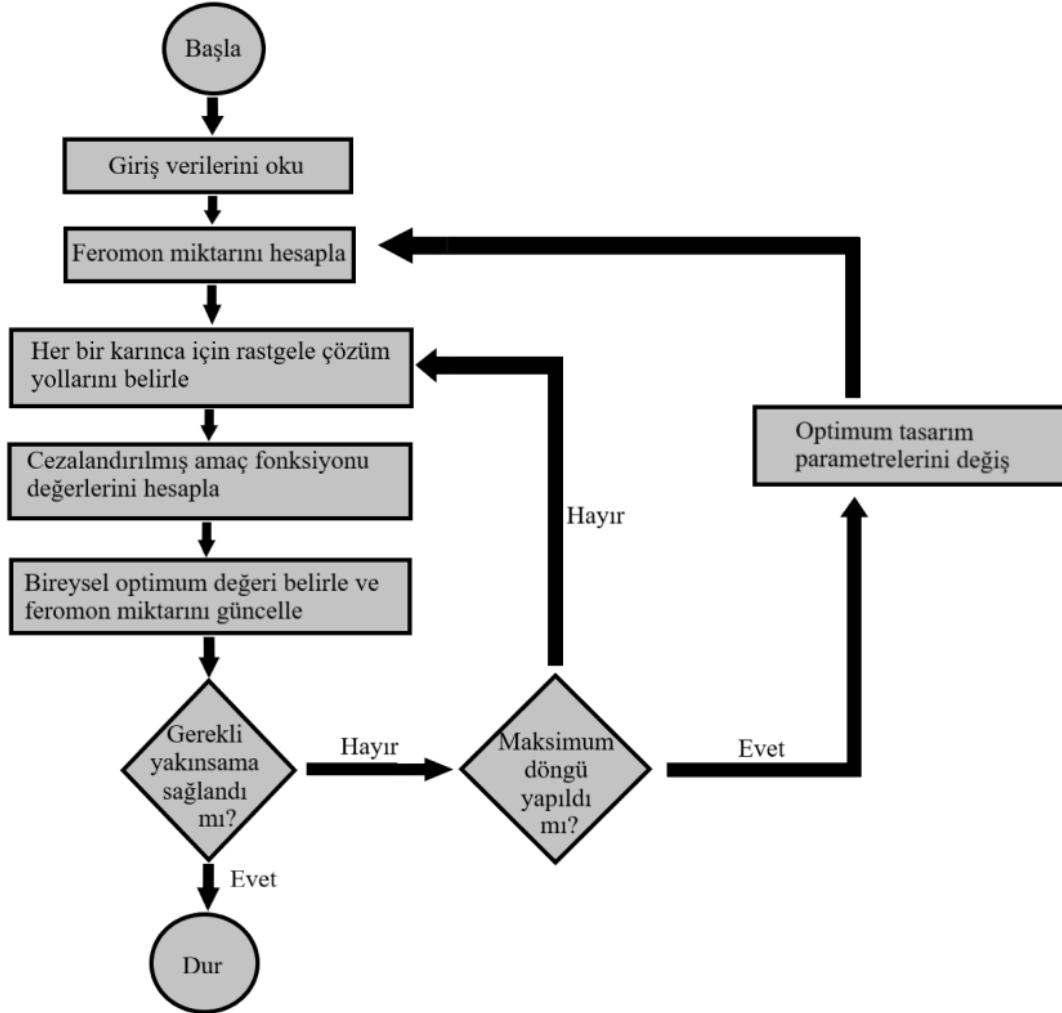 Başla
Giriş verilerini oku
Feromon miktarını hesapla
Her bir karınca için rastgele çözüm
yollarını belirle
Cezalandırılmış amaç fonksiyonu
değerlerini hesapla
Bireysel optimum değeri belirle ve
feromon miktarını güncelle
Gerekli
yakınsama
sağlandı
mı?
Hayır
Evet
Dur
Maksimum
döngü
yapıldı
mı?
Hayır
Evet
Optimum tasarım
parametrelerini değiş